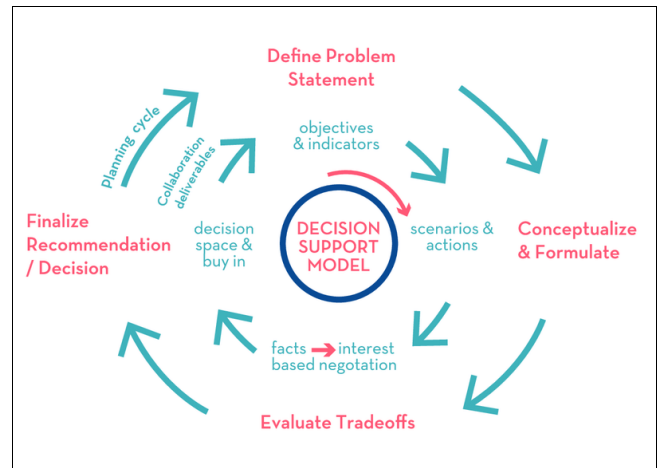 Define Problem
Statement
Planning cycle
Collaboration
deliverables
objectives
& indicators
Finalize
Recommendation
/ Decision
decision
space &
buy in
DECISION
SUPPORT
MODEL
scenarios &
actions
Conceptualize
& Formulate
facts interest
based negotation
Evaluate Tradeoffs